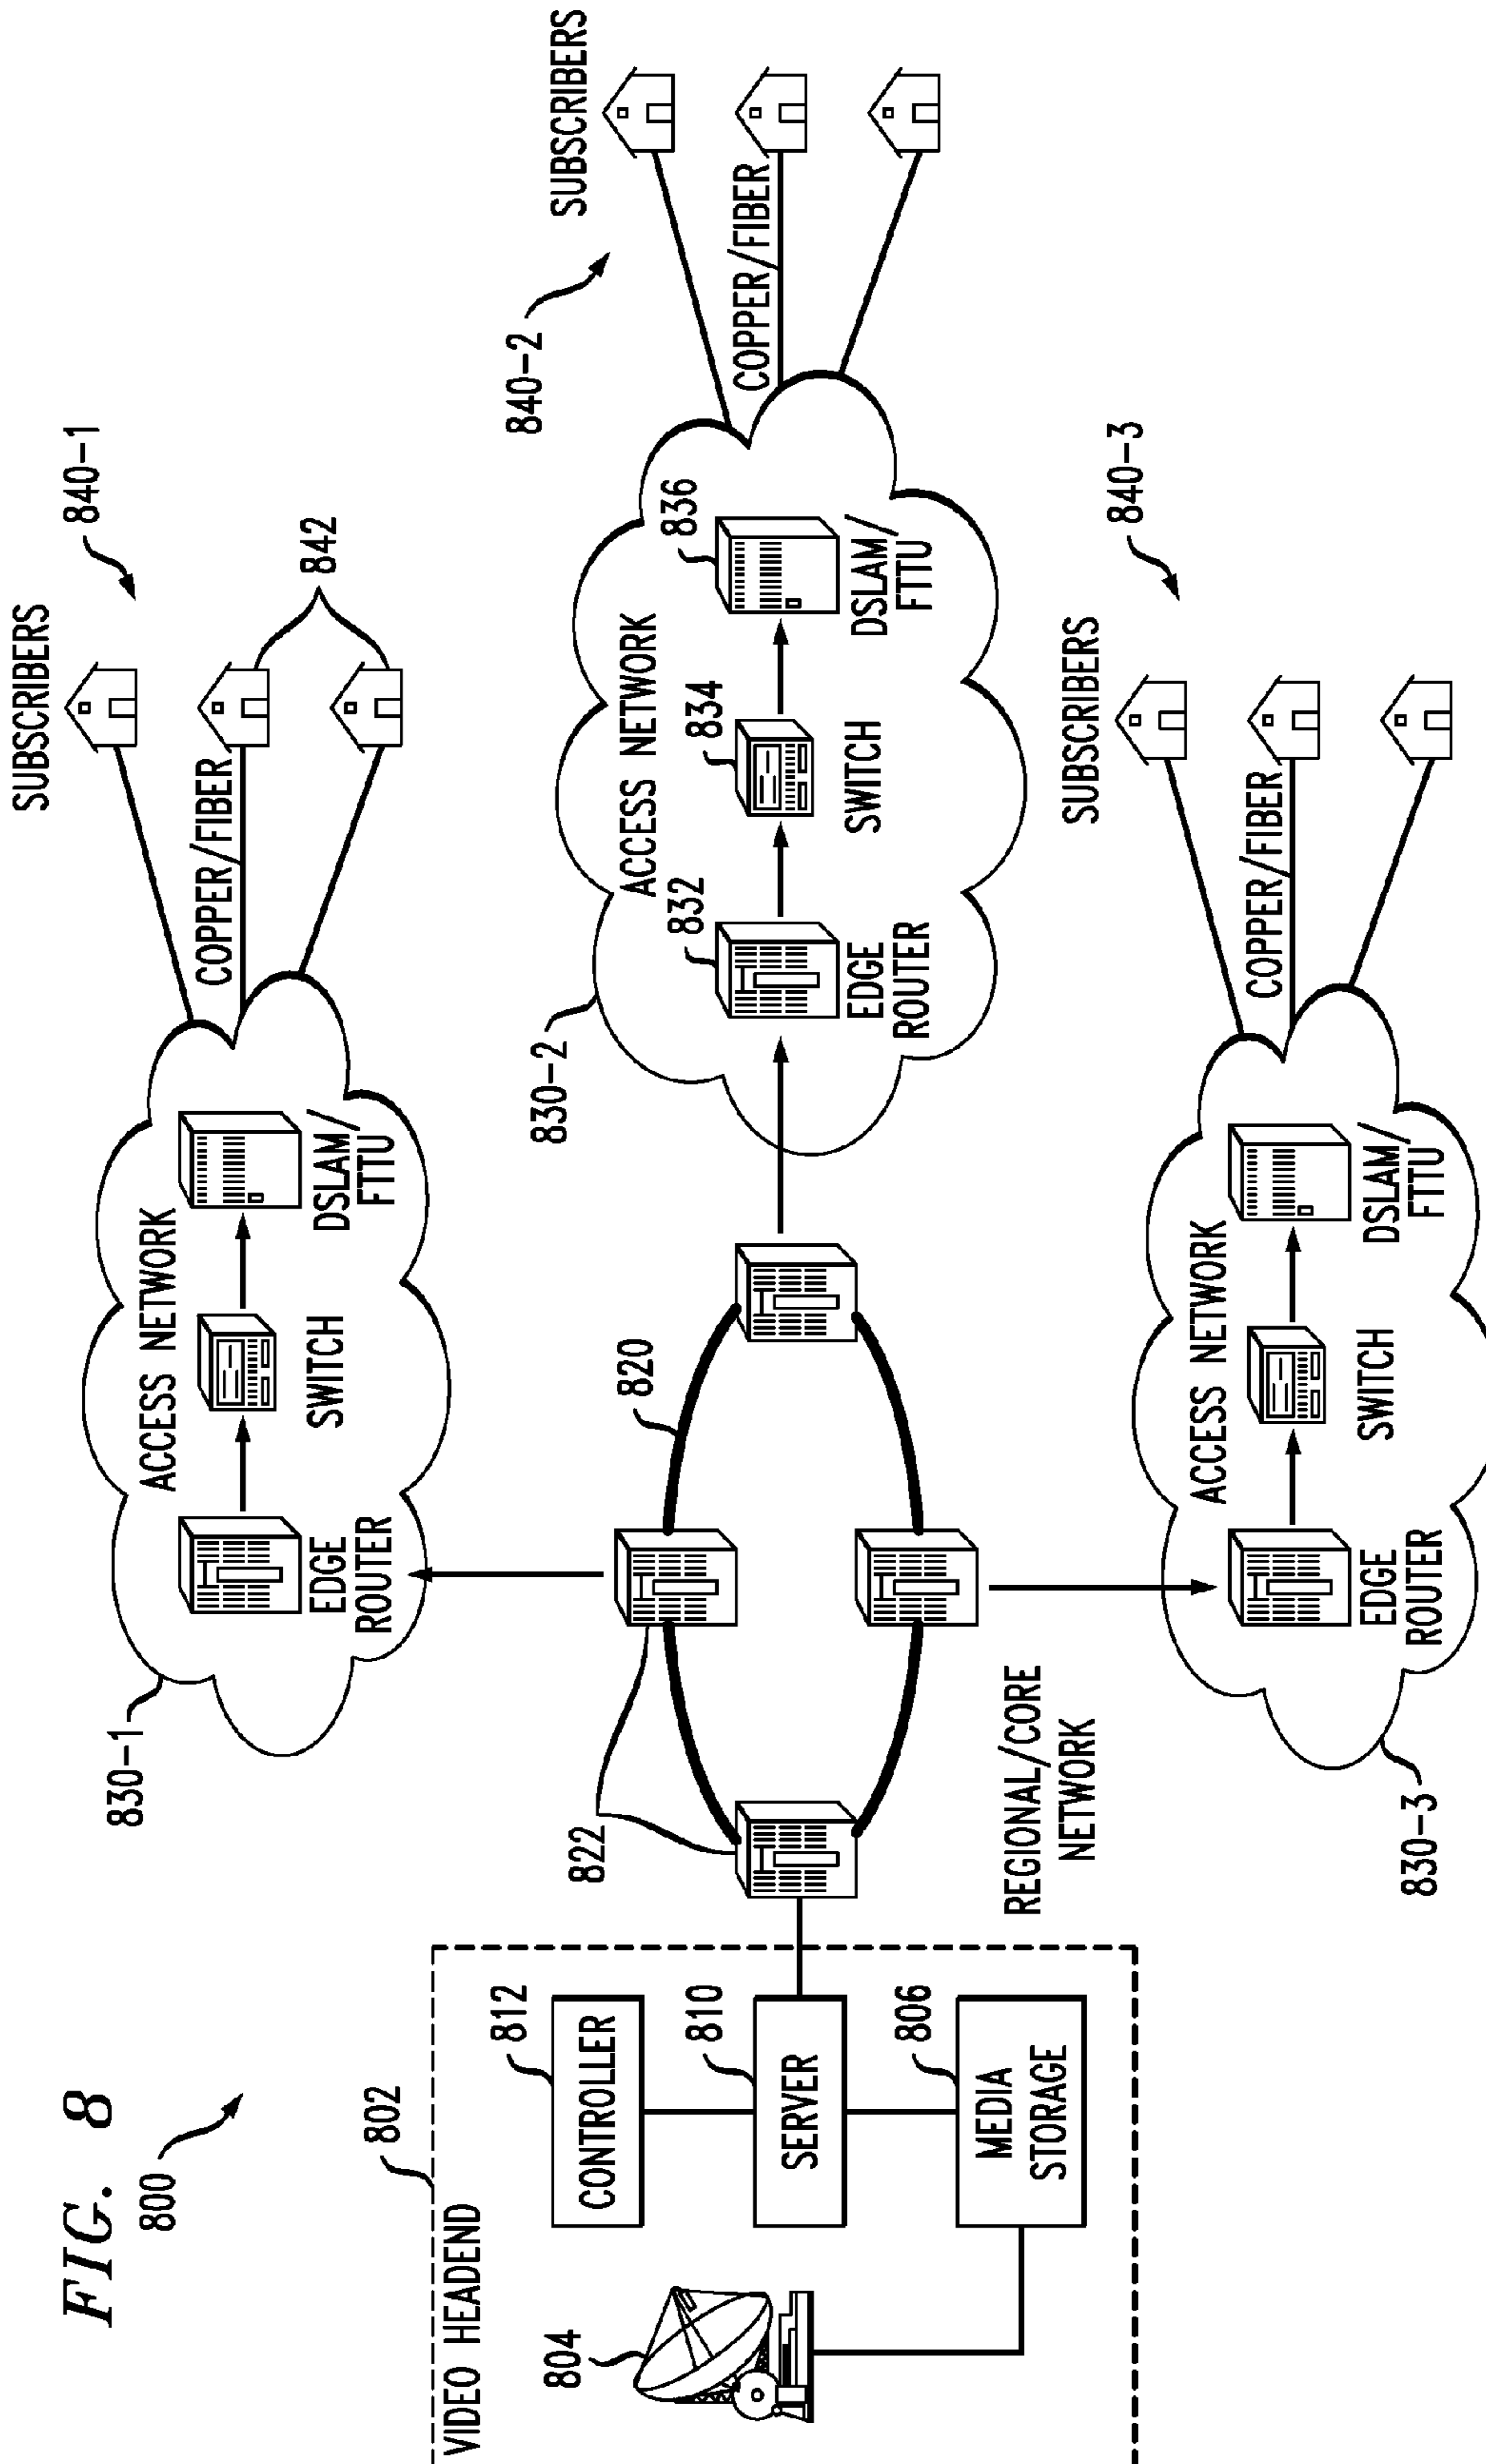 FIG. 8
800
VIDEO HEADEND
802
804
CONTROLLER
812
SERVER
810
MEDIA
STORAGE
806
822
820
REGIONAL/CORE
NETWORK
830-1
ACCESS NETWORK
EDGE
ROUTER
SWITCH
DSLAM/
FTTU
COPPER/FIBER
SUBSCRIBERS
840-1
842
830-2
ACCESS NETWORK
832
EDGE
ROUTER
834
SWITCH
836
DSLAM/
FTTU
COPPER/FIBER
840-2
SUBSCRIBERS
830-3
ACCESS NETWORK
EDGE
ROUTER
SWITCH
DSLAM/
FTTU
COPPER/FIBER
SUBSCRIBERS
840-3